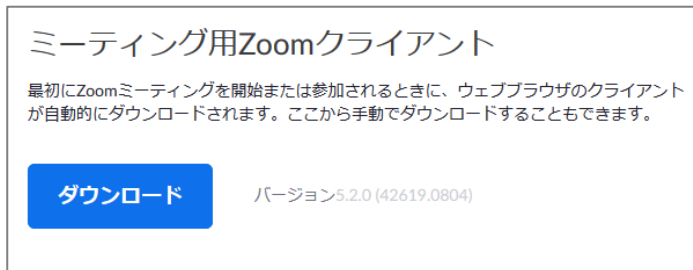 ミーティング用Zoomクライアント
最初にZoomミーティングを開始または参加されるときに、ウェブブラウザのクライアント
が自動的にダウンロードされます。ここから手動でダウンロードすることもできます。
ダウンロード バージョン5.2.0 (42619.0804)